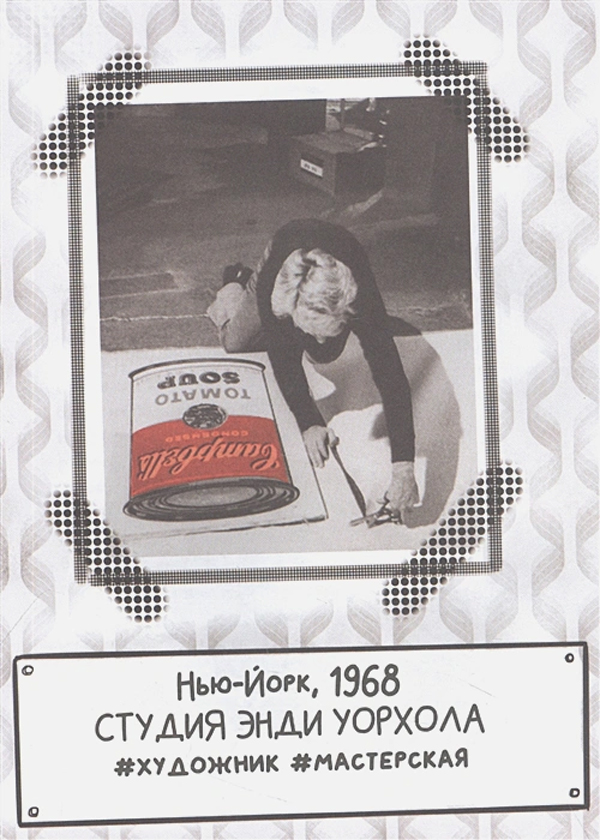 Campbell's
CONDENSED
TOMATO
SOUP
Нью-Йорк, 1968
СТУДИЯ ЭНДИ УОРХОЛА
#ХУДОЖНИК #МАСТЕРСКАЯ